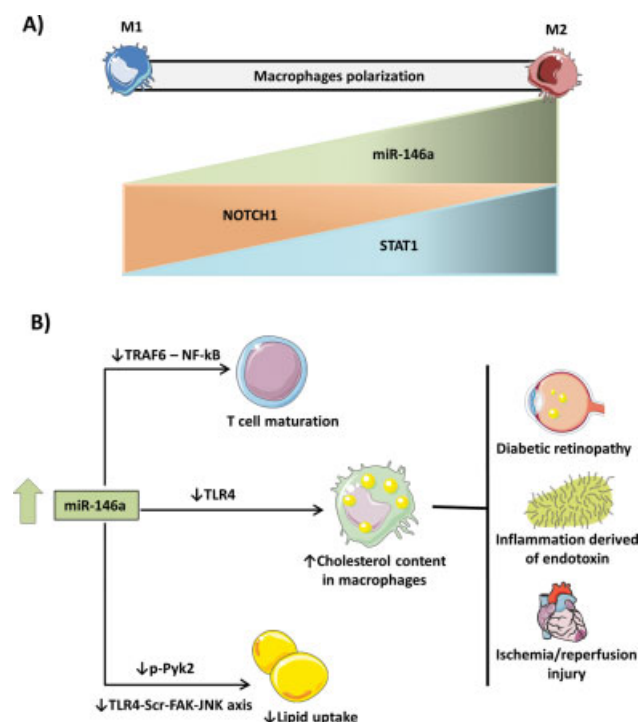 A)
M1
M2
Macrophages polarization
miR-146a
NOTCH1
STAT1
B)
↓TRAF6 – NF-kB
T cell maturation
miR-146a
↓TLR4
↑Cholesterol content
in macrophages
↓p-Pyk2
↓TLR4-Scr-FAK-JNK axis
↓Lipid uptake
Diabetic retinopathy
Inflammation derived
of endotoxin
Ischemia/reperfusion
injury